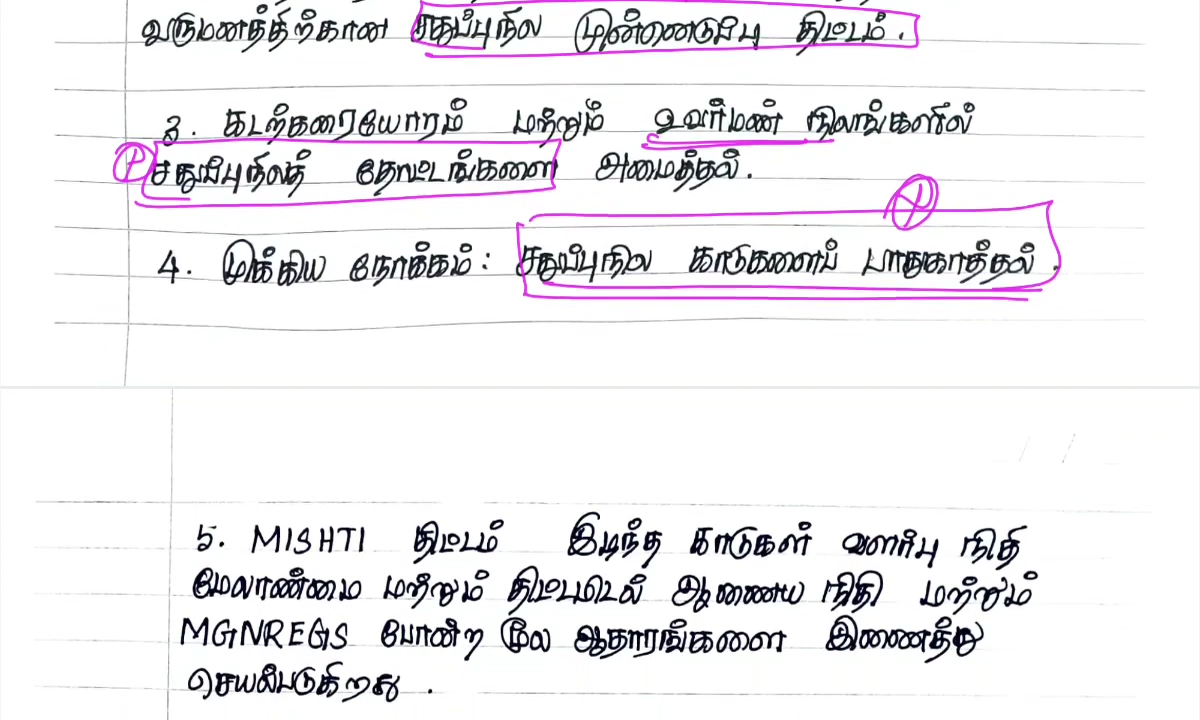 வருமானத்திற்கான சதுப்புநில முன்னெடுப்பு திட்டம்.
3. கடற்கரையோரம் மற்றும் உவர்மண் நிலங்களில்
சதுப்புநிலத் தோட்டங்களை அமைத்தல்.
4. முக்கிய நோக்கம்: சதுப்புநில காடுகளைப் பாதுகாத்தல்.
5. MISHTI திட்டம் இழந்த காடுகள் வளர்ப்பு நிதி
மேலாண்மை மற்றும் திட்டமிடல் ஆணைய நிதி மற்றும்
MGNREGS போன்ற மூல ஆதாரங்களை இணைத்து
செயல்படுகிறது.